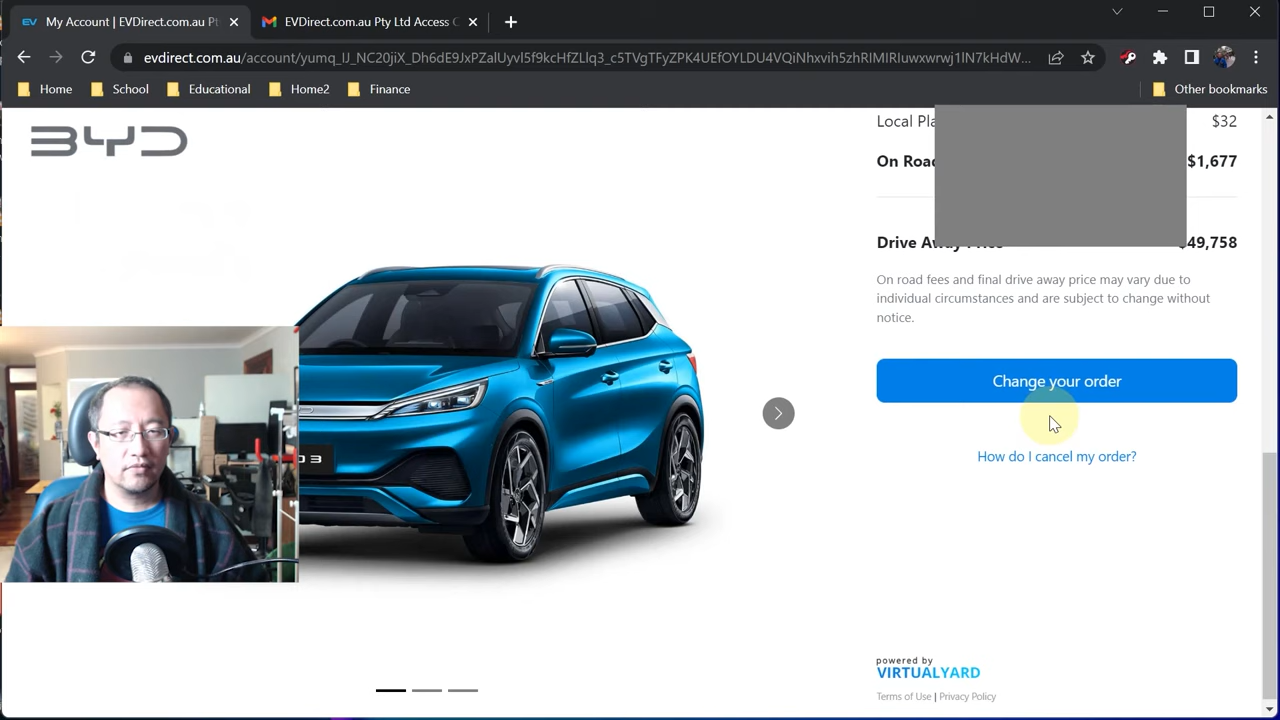 My Account | EVDirect.com.au Pt
EVDirect.com.au Pty Ltd Access C
evdirect.com.au/account/yumq_IJ_NC20jiX_Dh6dE9JxPZalUyvl5f9kcHfZLlq3_c5TVgTFyZPK4UEfOYLDU4VQiNhxvih5zhRIMIRIuwxwrwj1lN7kHdW...
Home School Educational Home2 Finance Other bookmarks
BYD
Local Pla $32
On Road $1,677
Drive Away Price $49,758
On road fees and final drive away price may vary due to
individual circumstances and are subject to change without
notice.
Change your order
How do I cancel my order?
powered by
VIRTUALYARD
Terms of Use | Privacy Policy